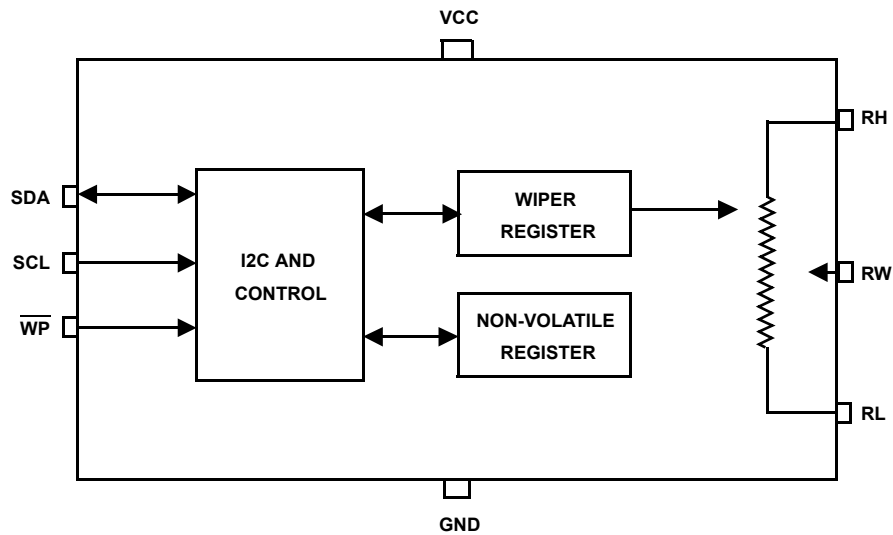 VCC
RH
SDA
WIPER
REGISTER
SCL
I2C AND
CONTROL
RW
WP
NON-VOLATILE
REGISTER
RL
GND